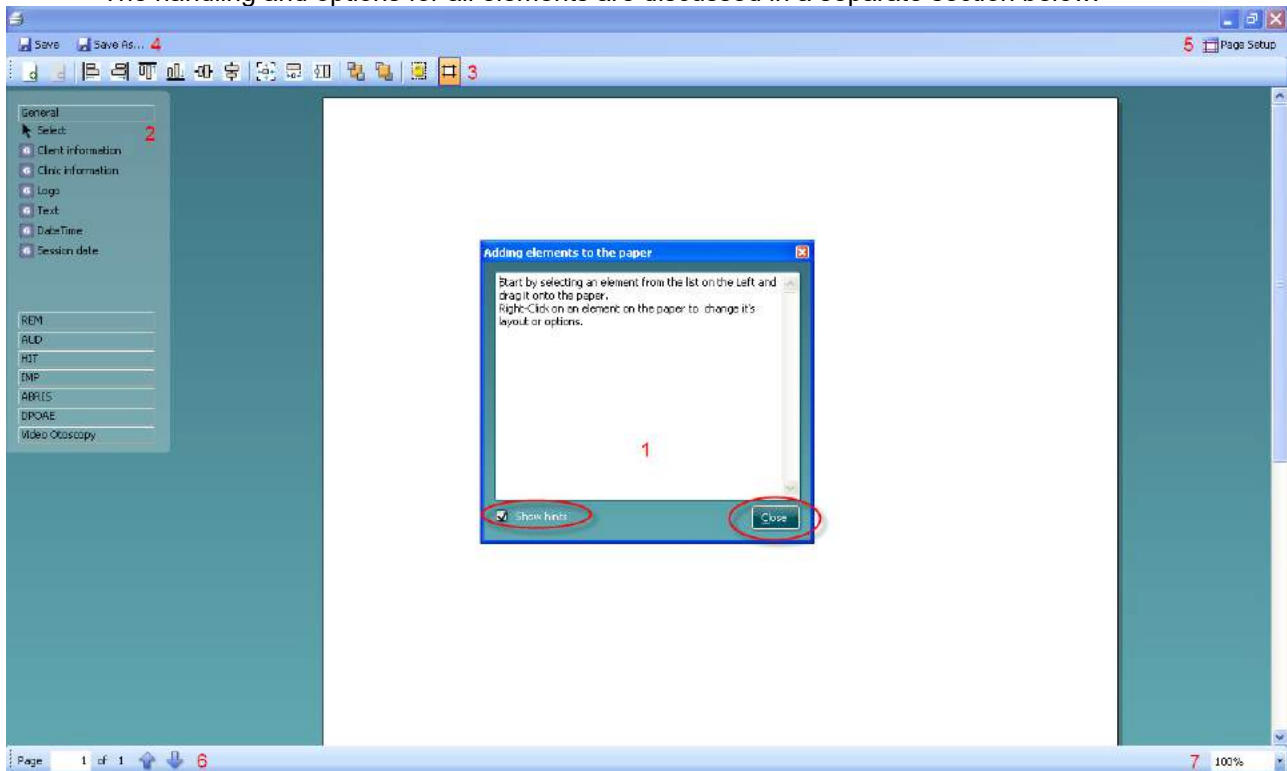 The handling and options for all elements are discussed in a separate section below.
Save Save As... 4
5 Page Setup
3
General
Select
2
Client information
Clinic information
Logo
Text
DateTime
Session date
Adding elements to the paper
Start by selecting an element from the list on the Left and
drag it onto the paper.
Right-Click on an element on the paper to change it's
layout or options.
REM
AUD
HIT
IMP
ABRIS
DPOAE
Video Otoscopy
1
Show hints
Close
Page 1 of 1 6
7 100%